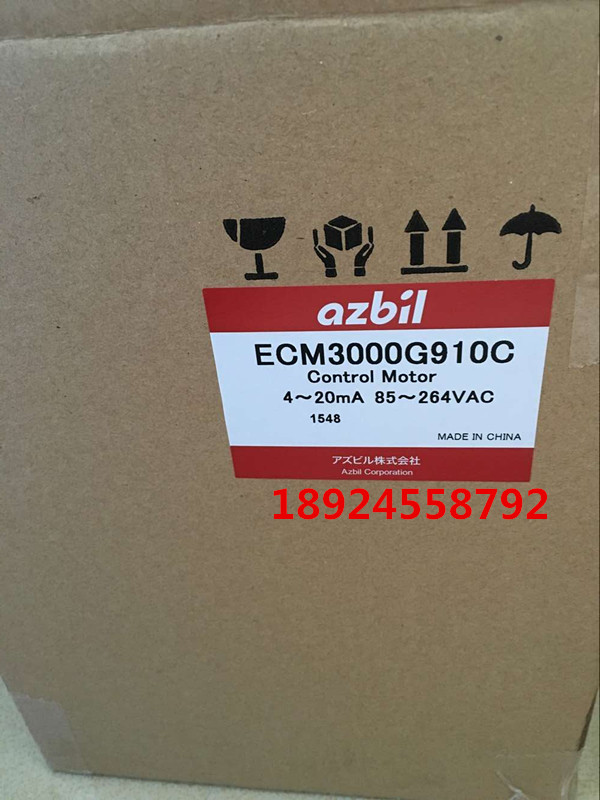 azbil
ECM3000G910C
Control Motor
4～20mA 85～264VAC
1548
MADE IN CHINA
アズビル株式会社
Azbil Corporation
18924558792